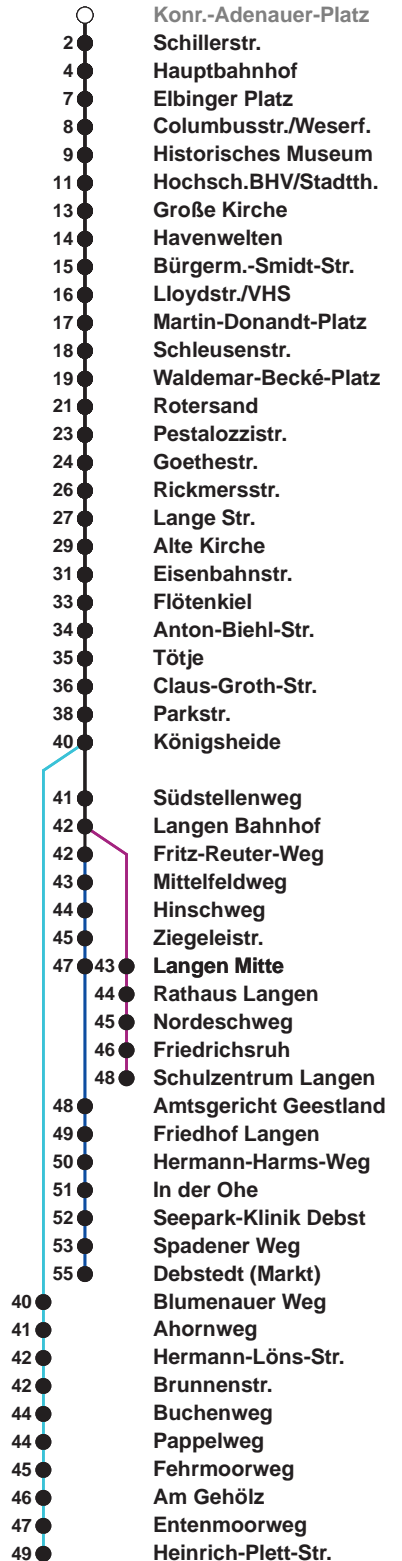 Konr.-Adenauer-Platz
2 Schillerstr.
4 Hauptbahnhof
7 Elbinger Platz
8 Columbusstr./Weserf.
9 Historisches Museum
11 Hochsch.BHV/Stadtth.
13 Große Kirche
14 Havenwelten
15 Bürgerm.-Smidt-Str.
16 Lloydstr./VHS
17 Martin-Donandt-Platz
18 Schleusenstr.
19 Waldemar-Becké-Platz
21 Rotersand
23 Pestalozzistr.
24 Goethestr.
26 Rickmersstr.
27 Lange Str.
29 Alte Kirche
31 Eisenbahnstr.
33 Flötenkiel
34 Anton-Biehl-Str.
35 Tötje
36 Claus-Groth-Str.
38 Parkstr.
40 Königsheide
41 Südstellenweg
42 Langen Bahnhof
42 Fritz-Reuter-Weg
43 Mittelfeldweg
44 Hinschweg
45 Ziegeleistr.
47 43 Langen Mitte
44 Rathaus Langen
45 Nordeschweg
46 Friedrichsruh
48 Schulzentrum Langen
48 Amtsgericht Geestland
49 Friedhof Langen
50 Hermann-Harms-Weg
51 In der Ohe
52 Seepark-Klinik Debst
53 Spadener Weg
55 Debstedt (Markt)
40 Blumenauer Weg
41 Ahornweg
42 Hermann-Löns-Str.
42 Brunnenstr.
44 Buchenweg
44 Pappelweg
45 Fehrmoorweg
46 Am Gehölz
47 Entenmoorweg
49 Heinrich-Plett-Str.